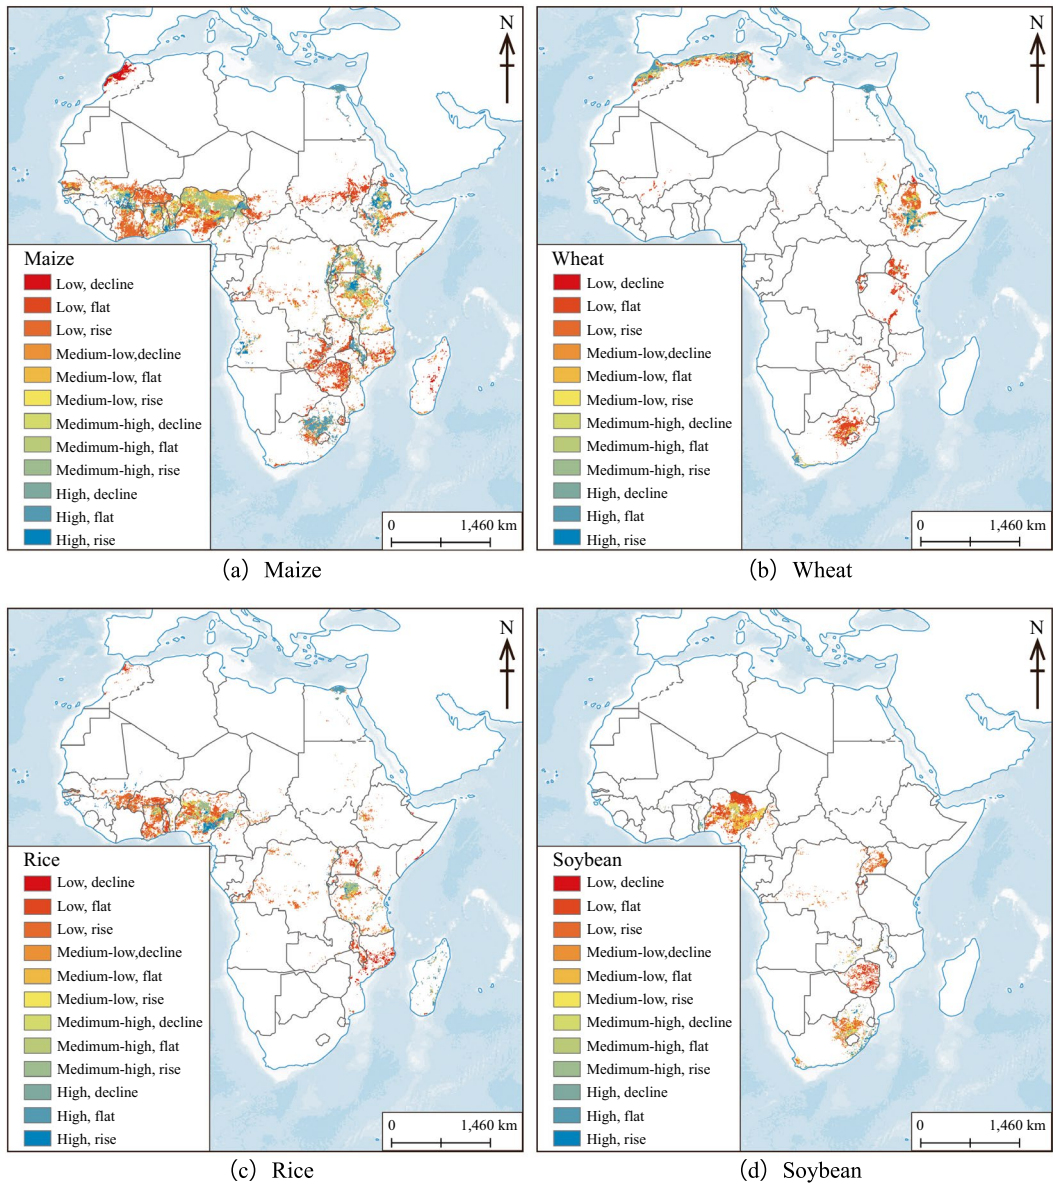 N
Maize
Low, decline
Low, flat
Low, rise
Medium-low,decline
Medium-low, flat
Medium-low, rise
Medimum-high, decline
Medimum-high, flat
Medimum-high, rise
High, decline
High, flat
High, rise
0 1,460 km
(a) Maize
N
Wheat
Low, decline
Low, flat
Low, rise
Medium-low,decline
Medium-low, flat
Medium-low, rise
Medimum-high, decline
Medimum-high, flat
Medimum-high, rise
High, decline
High, flat
High, rise
0 1,460 km
(b) Wheat
N
Rice
Low, decline
Low, flat
Low, rise
Medium-low,decline
Medium-low, flat
Medium-low, rise
Medimum-high, decline
Medimum-high, flat
Medimum-high, rise
High, decline
High, flat
High, rise
0 1,460 km
(c) Rice
N
Soybean
Low, decline
Low, flat
Low, rise
Medium-low,decline
Medium-low, flat
Medium-low, rise
Medimum-high, decline
Medimum-high, flat
Medimum-high, rise
High, decline
High, flat
High, rise
0 1,460 km
(d) Soybean